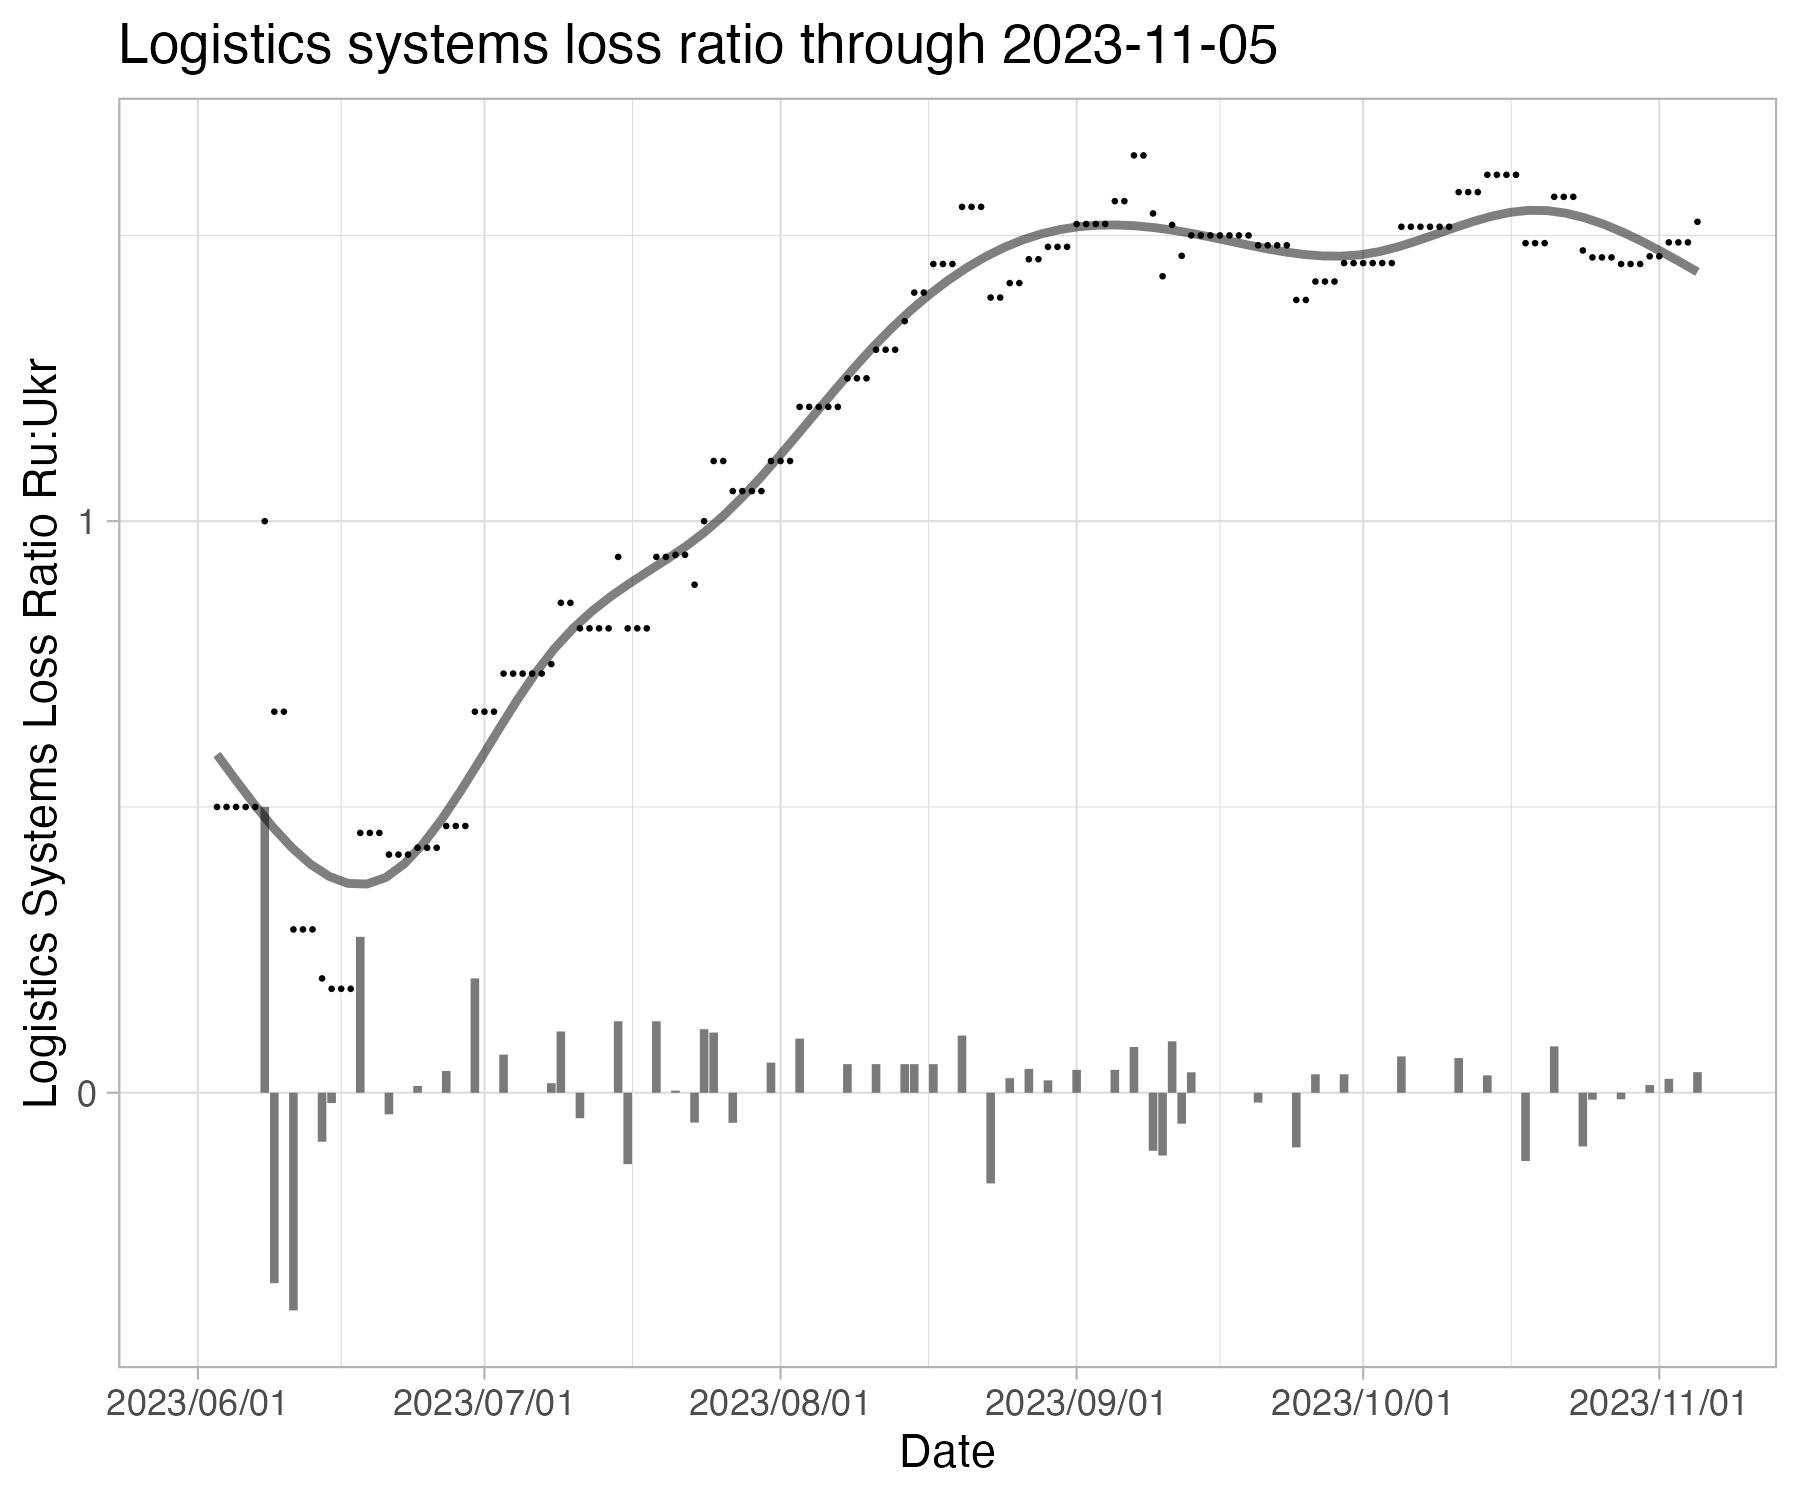 Logistics systems loss ratio through 2023-11-05
Logistics Systems Loss Ratio Ru:Ukr
1
0
2023/06/01
2023/07/01
2023/08/01
2023/09/01
2023/10/01
2023/11/01
Date